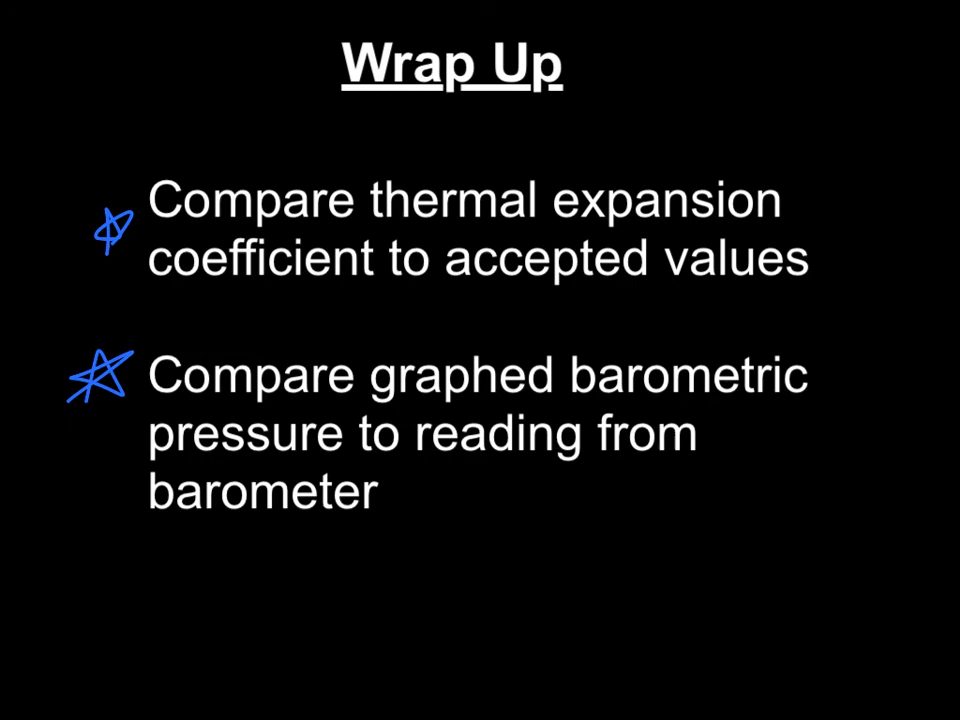 Wrap Up
Compare thermal expansion
coefficient to accepted values
Compare graphed barometric
pressure to reading from
barometer